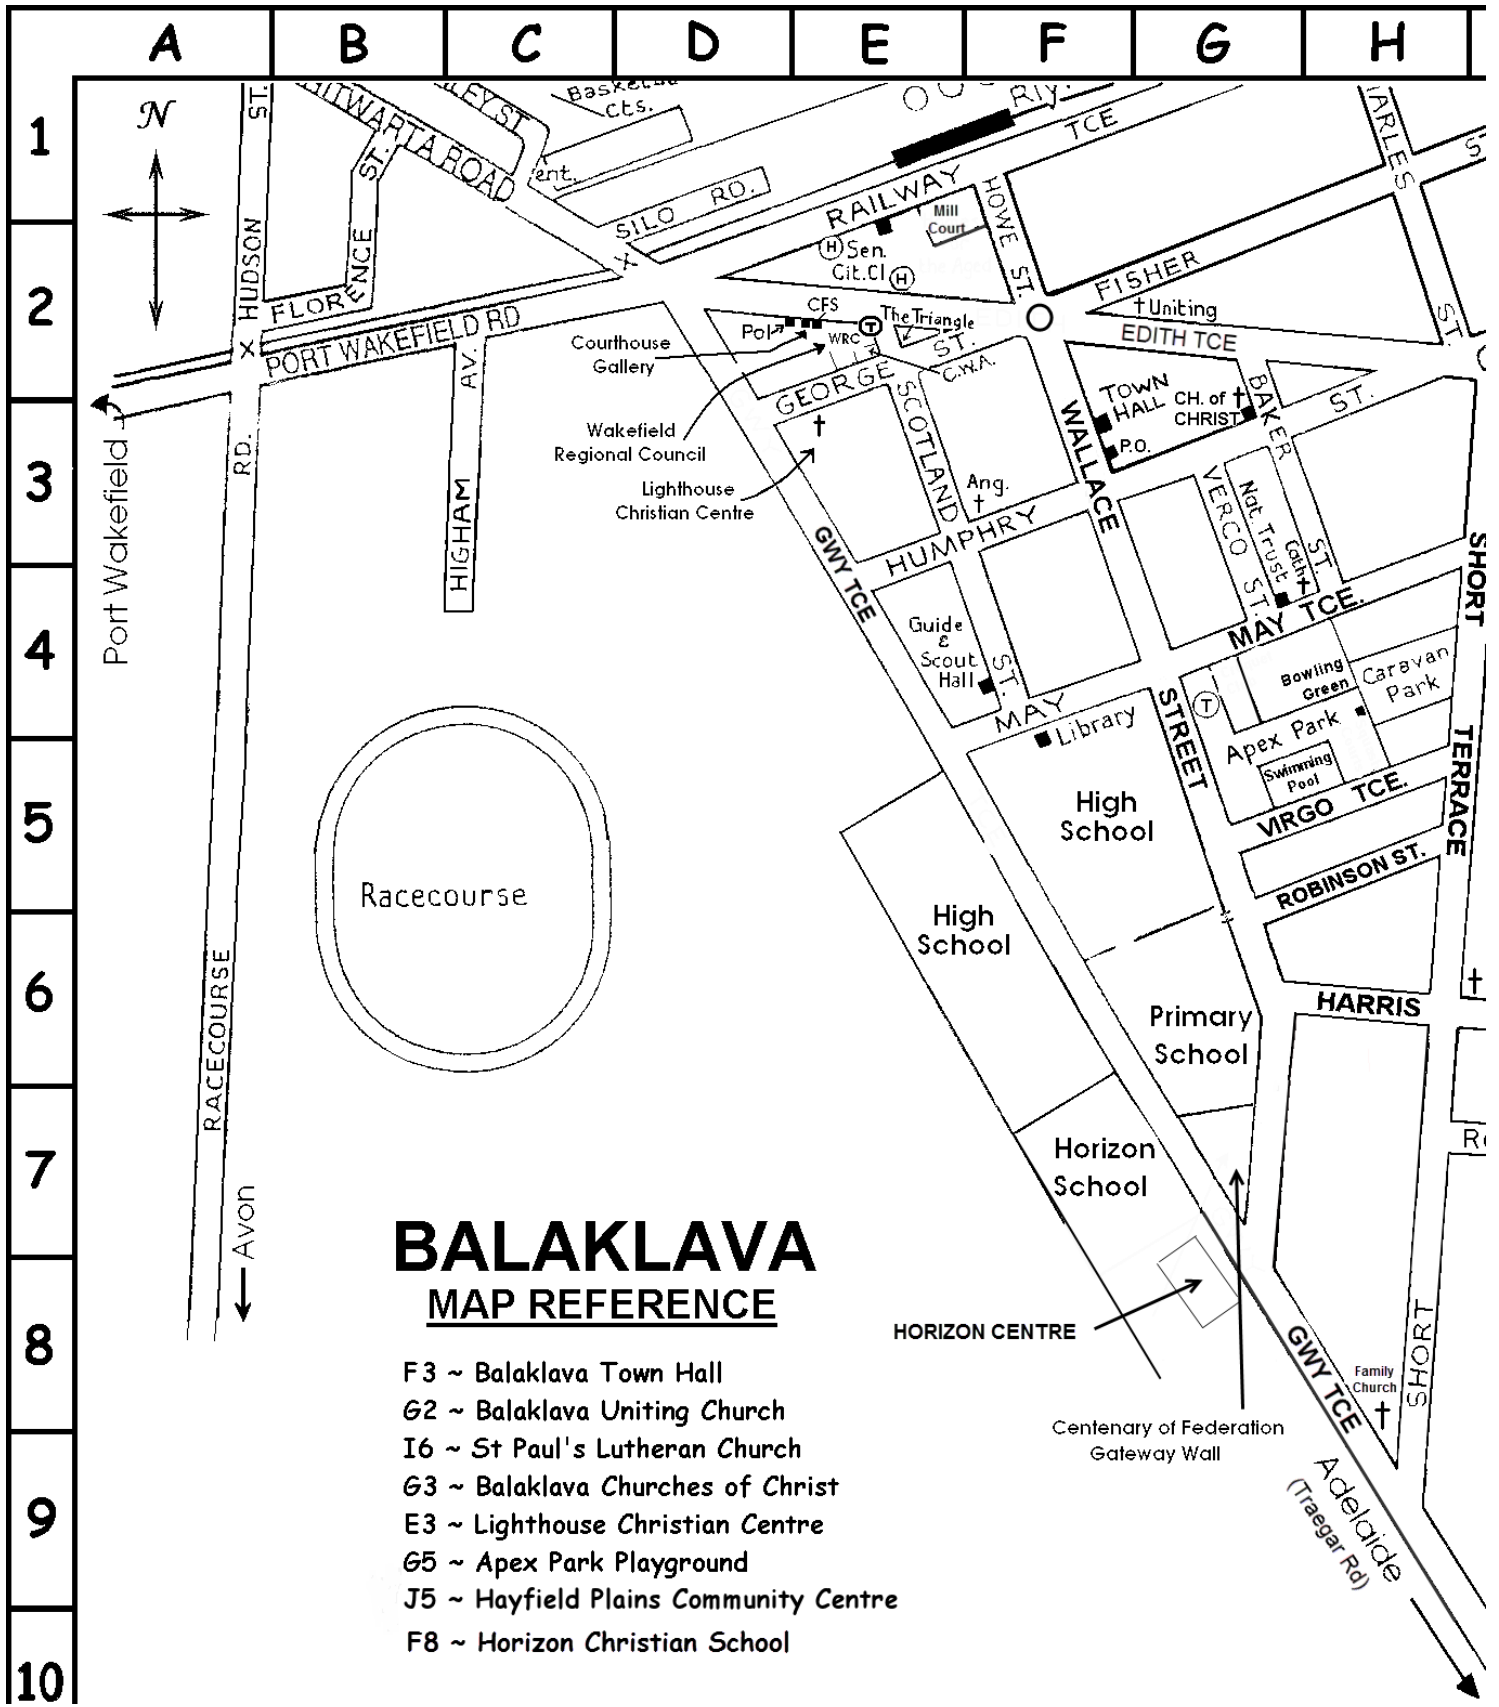 A B C D E F G H
1
2
3
4
5
6
7
8
9
10
N
HUDSON
ST.
FLORENCE
ST.
ROAD
Cts.
SILO RD.
RAILWAY
TCE
Rly.
Mill
Court
HOWE
ST.
H Sen.
Cit.Cl H
FISHER
ST.
†Uniting
EDITH TCE
PORT WAKEFIELD RD
X
X
Port Wakefield
RD.
HIGHAM
AV.
CFS
Pol
T
The Triangle
WRC
C.W.A.
Courthouse
Gallery
GEORGE
ST.
Wakefield
Regional Council
Lighthouse
Christian Centre
SCOTLAND
ST.
Ang.
HUMPHRY
WALLACE
STREET
TOWN
HALL
P.O.
CH. of
CHRIST
BAKER
ST.
VERCO
ST.
Nat. Trust
Cath
MAY TCE.
SHORT
TERRACE
GWY TCE
Guide
&
Scout
Hall
MAY
Library
T
Bowling
Green
Caravan
Park
Apex Park
Swimming
Pool
VIRGO TCE.
ROBINSON ST.
High
School
High
School
Racecourse
RACECOURSE
Primary
School
HARRIS
Horizon
School
Avon
BALAKLAVA
MAP REFERENCE
F3 ~ Balaklava Town Hall
G2 ~ Balaklava Uniting Church
I6 ~ St Paul's Lutheran Church
G3 ~ Balaklava Churches of Christ
E3 ~ Lighthouse Christian Centre
G5 ~ Apex Park Playground
J5 ~ Hayfield Plains Community Centre
F8 ~ Horizon Christian School
HORIZON CENTRE
Centenary of Federation
Gateway Wall
GWY TCE
Family
Church
SHORT
Adelaide
(Traegar Rd)